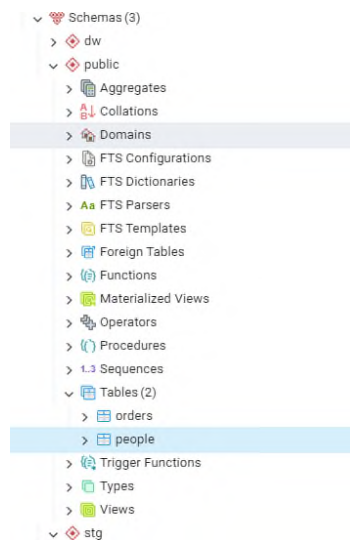 Schemas (3)
dw
public
Aggregates
Collations
Domains
FTS Configurations
FTS Dictionaries
Aa FTS Parsers
FTS Templates
Foreign Tables
Functions
Materialized Views
Operators
Procedures
1..3 Sequences
Tables (2)
orders
people
Trigger Functions
Types
Views
stg